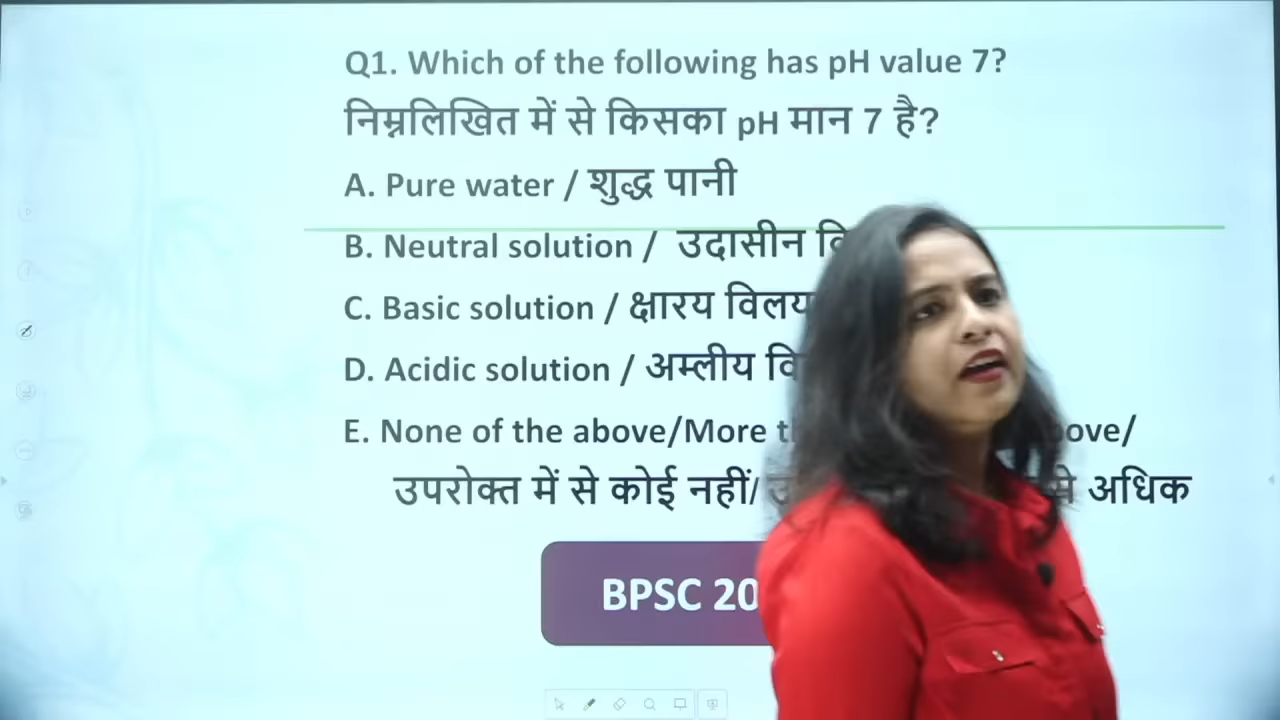 Q1. Which of the following has pH value 7?
निम्नलिखित में से किसका pH मान 7 है?
A. Pure water / शुद्ध पानी
B. Neutral solution / उदासीन
C. Basic solution / क्षारय
D. Acidic solution / अम्लीय
E. None of the above/More
उपरोक्त में से कोई नहीं/ अधिक
BPSC